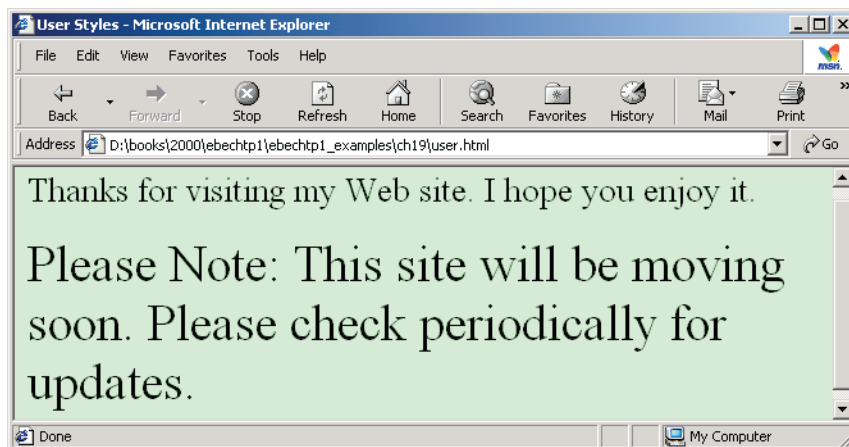 User Styles - Microsoft Internet Explorer
File Edit View Favorites Tools Help
msn.
Back Forward Stop Refresh Home Search Favorites History Mail Print »
Address D:\books\2000\ebechtp1\ebechtp1_examples\ch19\user.html Go
Thanks for visiting my Web site. I hope you enjoy it.
Please Note: This site will be moving
soon. Please check periodically for
updates.
Done My Computer